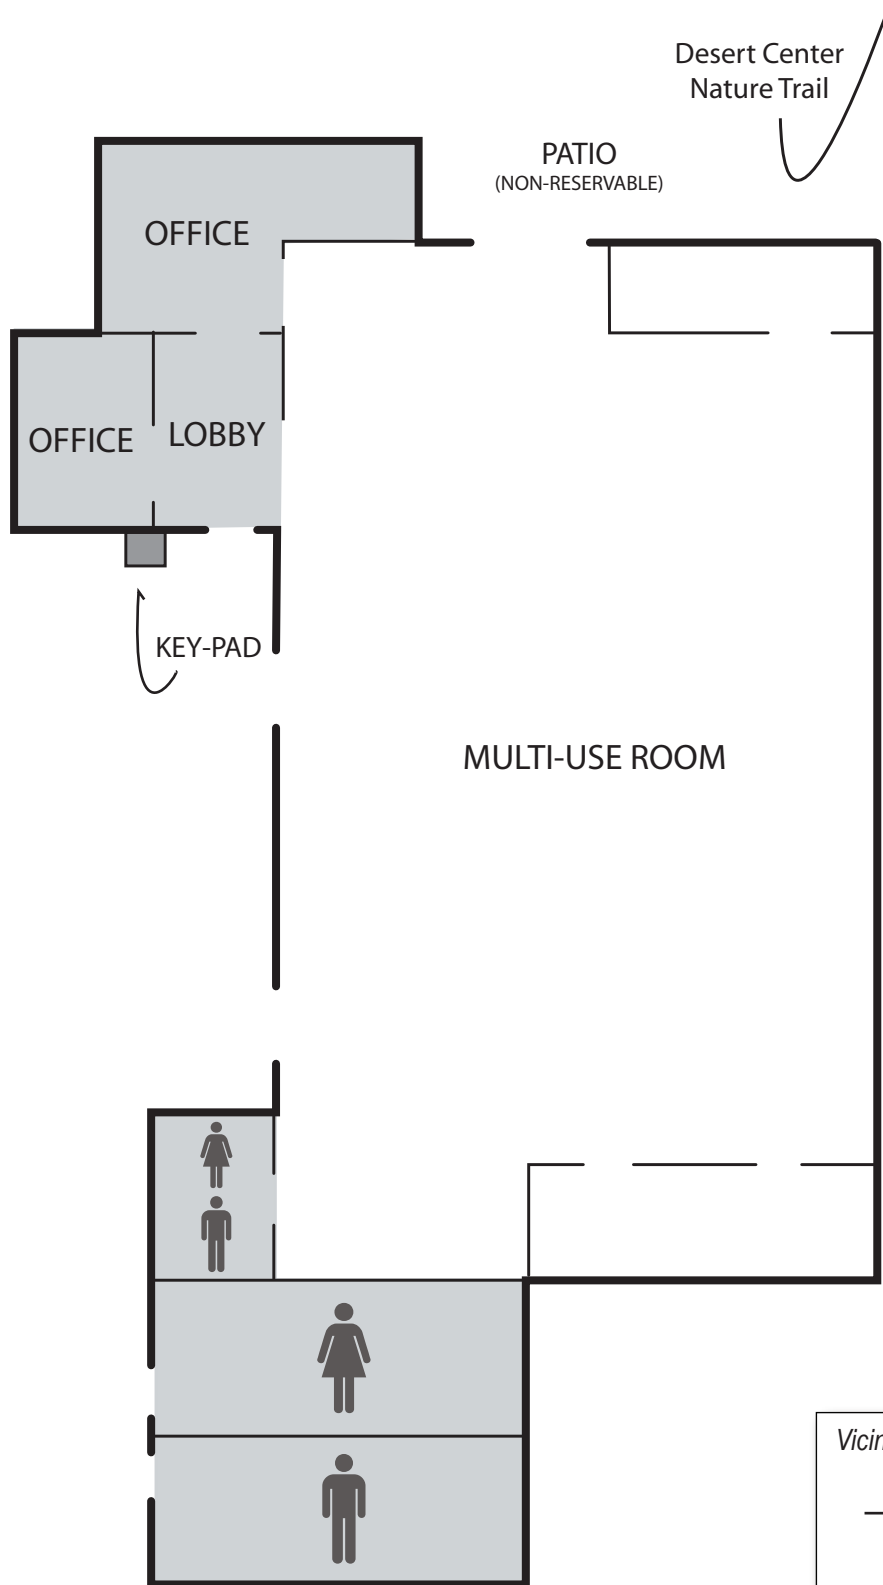 Desert Center
Nature Trail
PATIO
(NON-RESERVABLE)
OFFICE
OFFICE
LOBBY
KEY-PAD
MULTI-USE ROOM